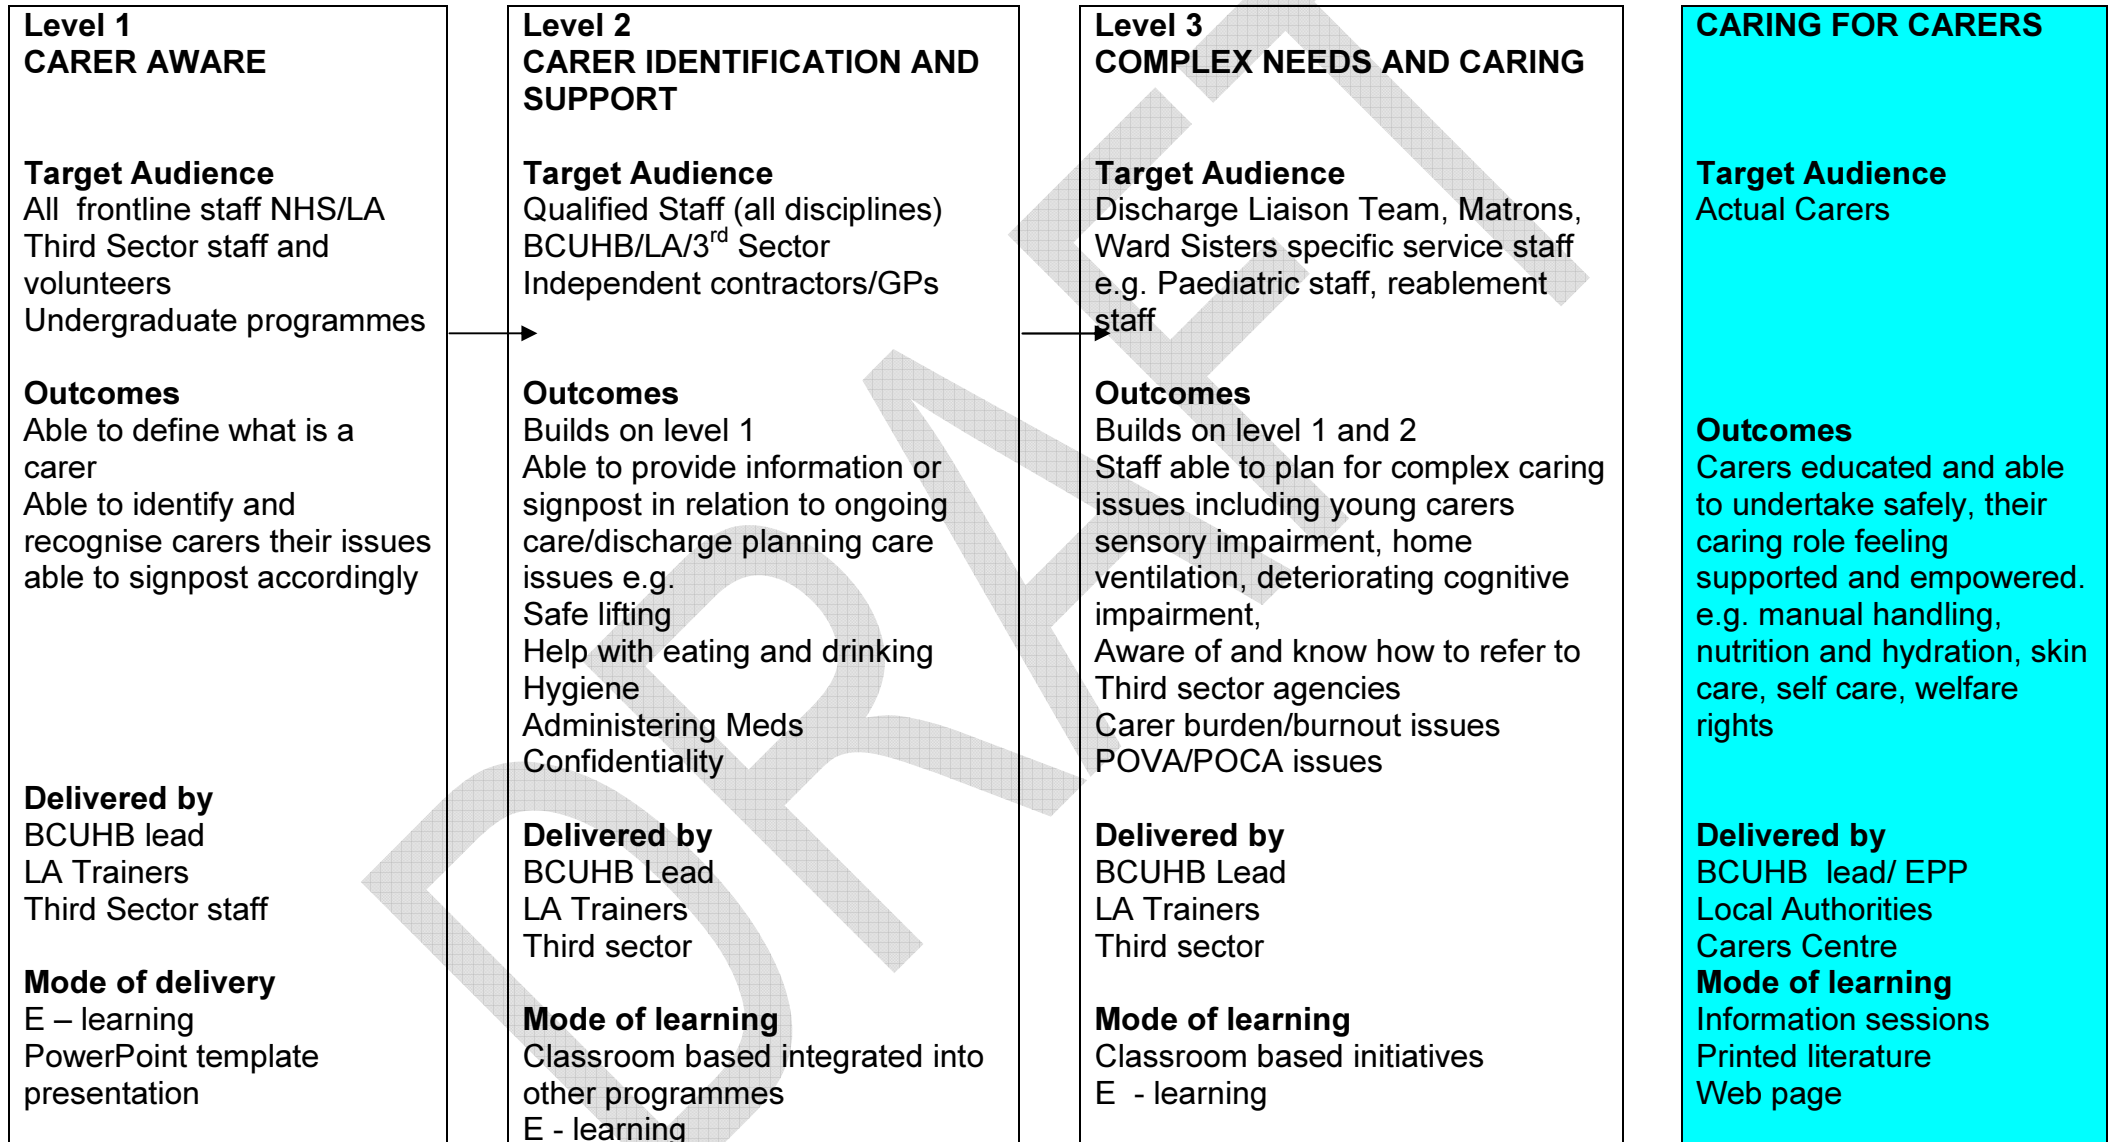 Level 1
CARER AWARE
Target Audience
All  frontline staff NHS/LA
Third Sector staff and
volunteers
Undergraduate programmes
Outcomes
Able to define what is a
carer
Able to identify and
recognise carers their issues
able to signpost accordingly
Delivered by
BCUHB lead
LA Trainers
Third Sector staff
Mode of delivery
E – learning
PowerPoint template
presentation
Level 2
CARER IDENTIFICATION AND
SUPPORT
Target Audience
Qualified Staff (all disciplines)
BCUHB/LA/3rd Sector
Independent contractors/GPs
Outcomes
Builds on level 1
Able to provide information or
signpost in relation to ongoing
care/discharge planning care
issues e.g.
Safe lifting
Help with eating and drinking
Hygiene
Administering Meds
Confidentiality
Delivered by
BCUHB Lead
LA Trainers
Third sector
Mode of learning
Classroom based integrated into
other programmes
E - learning
Level 3
COMPLEX NEEDS AND CARING
Target Audience
Discharge Liaison Team, Matrons,
Ward Sisters specific service staff
e.g. Paediatric staff, reablement
staff
Outcomes
Builds on level 1 and 2
Staff able to plan for complex caring
issues including young carers
sensory impairment, home
ventilation, deteriorating cognitive
impairment,
Aware of and know how to refer to
Third sector agencies
Carer burden/burnout issues
POVA/POCA issues
Delivered by
BCUHB Lead
LA Trainers
Third sector
Mode of learning
Classroom based initiatives
E  - learning
CARING FOR CARERS
Target Audience
Actual Carers
Outcomes
Carers educated and able
to undertake safely, their
caring role feeling
supported and empowered.
e.g. manual handling,
nutrition and hydration, skin
care, self care, welfare
rights
Delivered by
BCUHB  lead/ EPP
Local Authorities
Carers Centre
Mode of learning
Information sessions
Printed literature
Web page
DRAFT